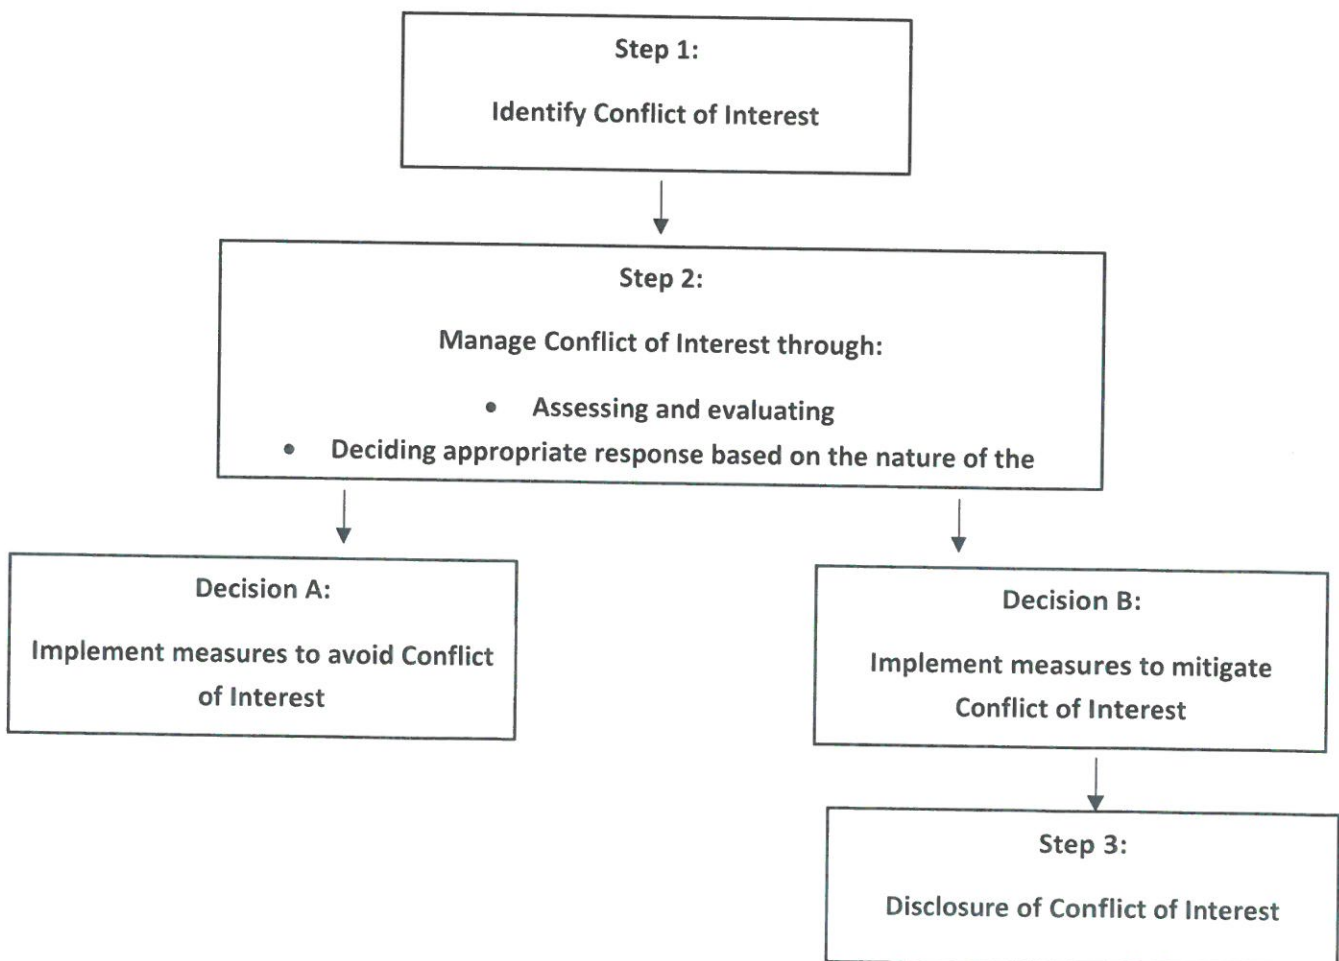 Step 1:
Identify Conflict of Interest
Step 2:
Manage Conflict of Interest through:
• Assessing and evaluating
• Deciding appropriate response based on the nature of the
Decision A:
Implement measures to avoid Conflict
of Interest
Decision B:
Implement measures to mitigate
Conflict of Interest
Step 3:
Disclosure of Conflict of Interest